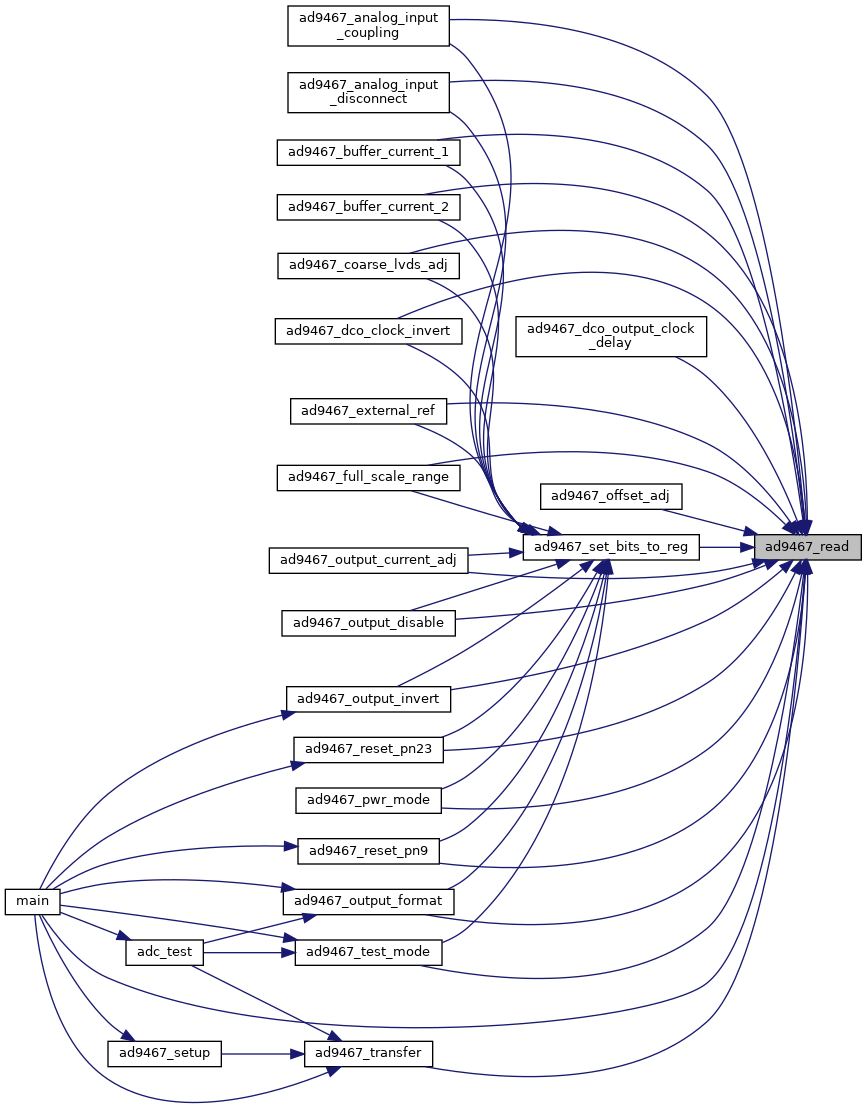 ad9467_analog_input
_coupling
ad9467_analog_input
_disconnect
ad9467_buffer_current_1
ad9467_buffer_current_2
ad9467_coarse_lvds_adj
ad9467_dco_clock_invert
ad9467_dco_output_clock
_delay
ad9467_external_ref
ad9467_full_scale_range
ad9467_offset_adj
ad9467_set_bits_to_reg
ad9467_read
ad9467_output_current_adj
ad9467_output_disable
ad9467_output_invert
ad9467_reset_pn23
ad9467_pwr_mode
ad9467_reset_pn9
main
ad9467_output_format
adc_test
ad9467_test_mode
ad9467_setup
ad9467_transfer